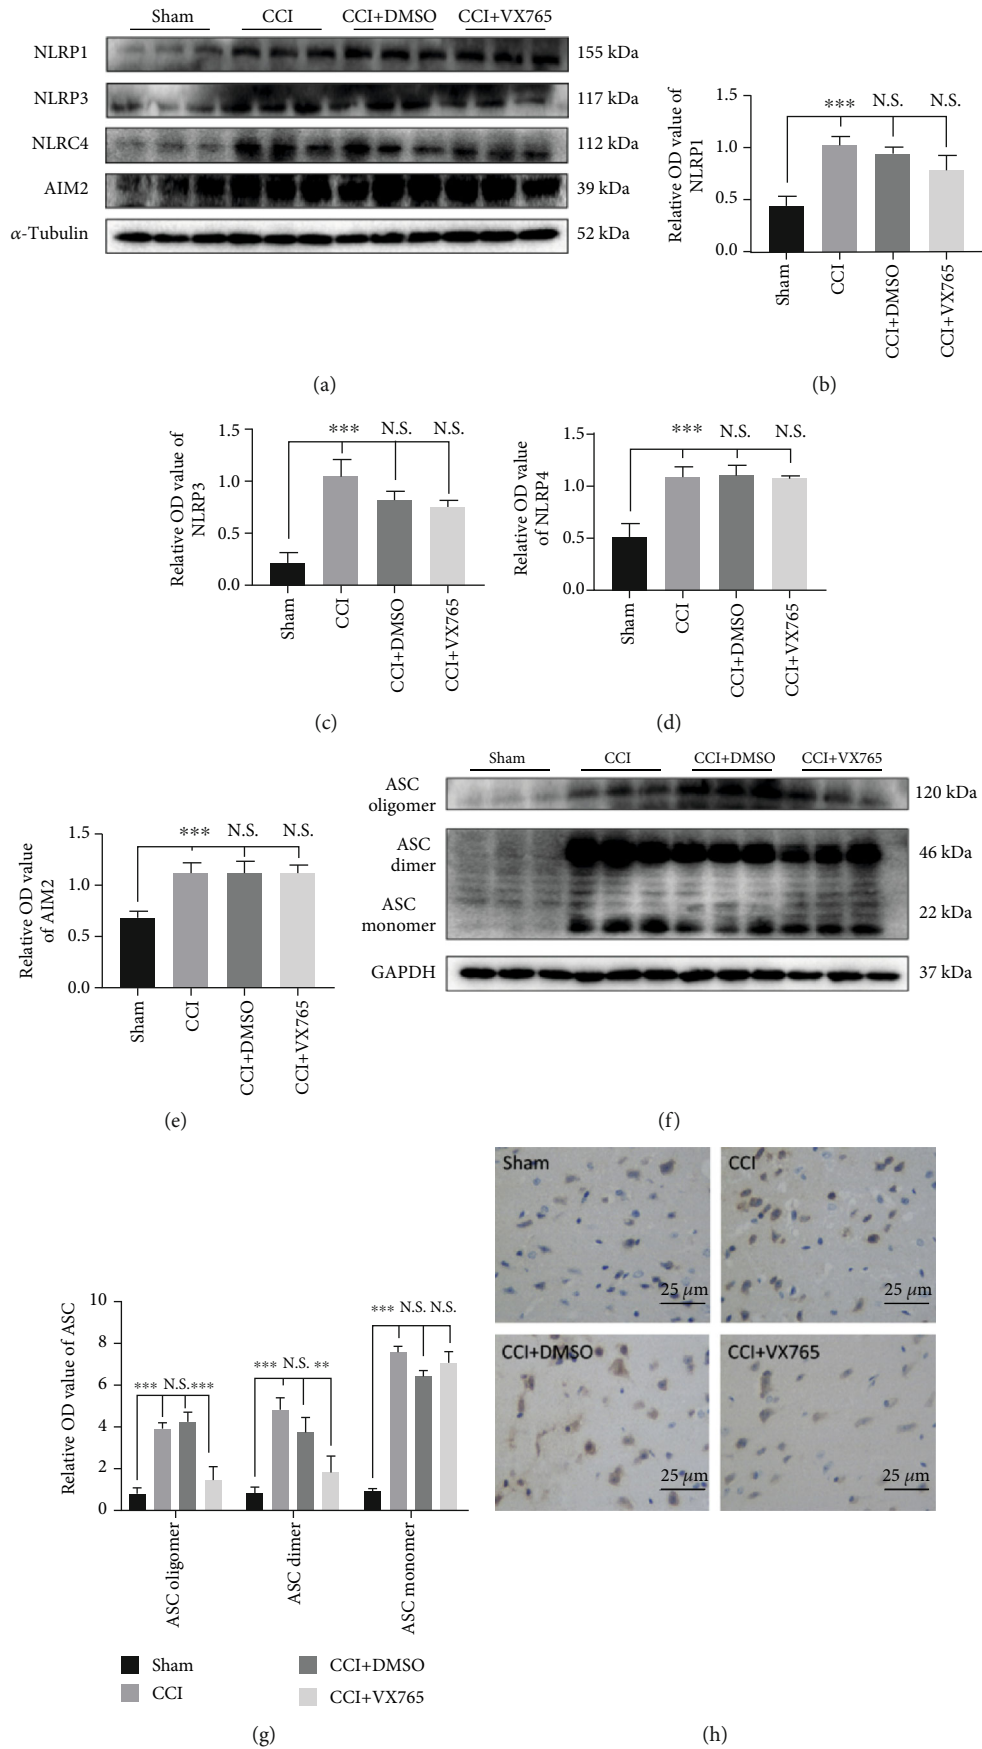 Sham CCI CCI+DMSO CCI+VX765
NLRP1 155 kDa
NLRP3 117 kDa
NLRC4 112 kDa
AIM2 39 kDa
α-Tubulin 52 kDa
(a)
Relative OD value of
NLRP1
1.5
1.0
0.5
0.0
*** N.S. N.S.
Sham
CCI
CCI+DMSO
CCI+VX765
(b)
Relative OD value of
NLRP3
1.5
1.0
0.5
0.0
*** N.S. N.S.
Sham
CCI
CCI+DMSO
CCI+VX765
(c)
Relative OD value
of NLRP4
1.5
1.0
0.5
0.0
*** N.S. N.S.
Sham
CCI
CCI+DMSO
CCI+VX765
(d)
Relative OD value
of AIM2
1.5
1.0
0.5
0.0
*** N.S. N.S.
Sham
CCI
CCI+DMSO
CCI+VX765
(e)
Sham CCI CCI+DMSO CCI+VX765
ASC
oligomer 120 kDa
ASC
dimer 46 kDa
ASC
monomer 22 kDa
GAPDH 37 kDa
(f)
Relative OD value of ASC
10
8
6
4
2
0
*** N.S. ***
*** N.S. **
*** N.S. N.S.
ASC oligomer
ASC dimer
ASC monomer
Sham
CCI
CCI+DMSO
CCI+VX765
(g)
Sham
25 μm
CCI
25 μm
CCI+DMSO
25 μm
CCI+VX765
25 μm
(h)